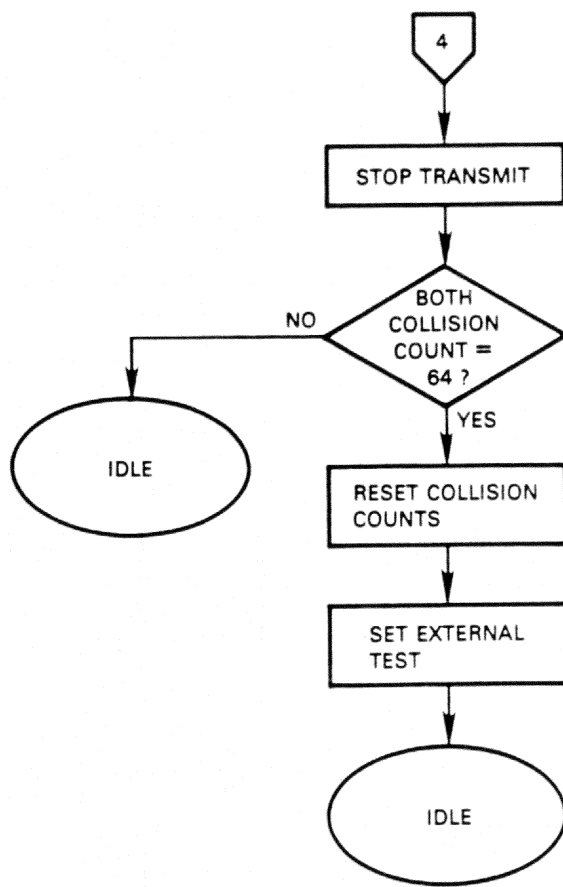 4
STOP TRANSMIT
BOTH
COLLISION
COUNT =
64 ?
NO
YES
IDLE
RESET COLLISION
COUNTS
SET EXTERNAL
TEST
IDLE